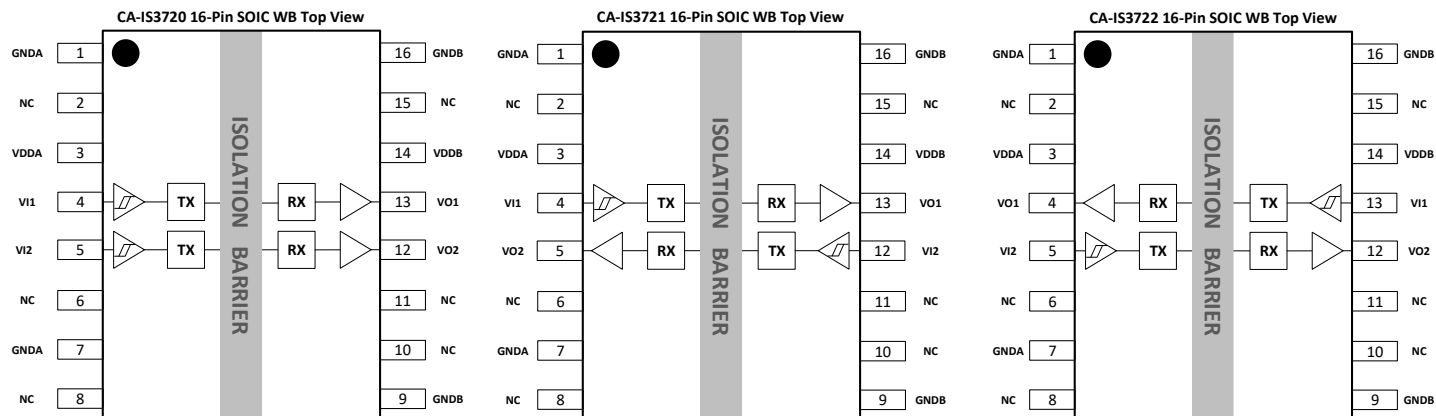 CA-IS3720 16-Pin SOIC WB Top View
GNDA 1 16 GNDB
NC 2 15 NC
VDDA 3 14 VDDB
VI1 4 TX RX 13 VO1
VI2 5 TX RX 12 VO2
NC 6 11 NC
GNDA 7 10 NC
NC 8 9 GNDB
ISOLATION BARRIER
CA-IS3721 16-Pin SOIC WB Top View
GNDA 1 16 GNDB
NC 2 15 NC
VDDA 3 14 VDDB
VI1 4 TX RX 13 VO1
VO2 5 RX TX 12 VI2
NC 6 11 NC
GNDA 7 10 NC
NC 8 9 GNDB
ISOLATION BARRIER
CA-IS3722 16-Pin SOIC WB Top View
GNDA 1 16 GNDB
NC 2 15 NC
VDDA 3 14 VDDB
VO1 4 RX TX 13 VI1
VI2 5 TX RX 12 VO2
NC 6 11 NC
GNDA 7 10 NC
NC 8 9 GNDB
ISOLATION BARRIER